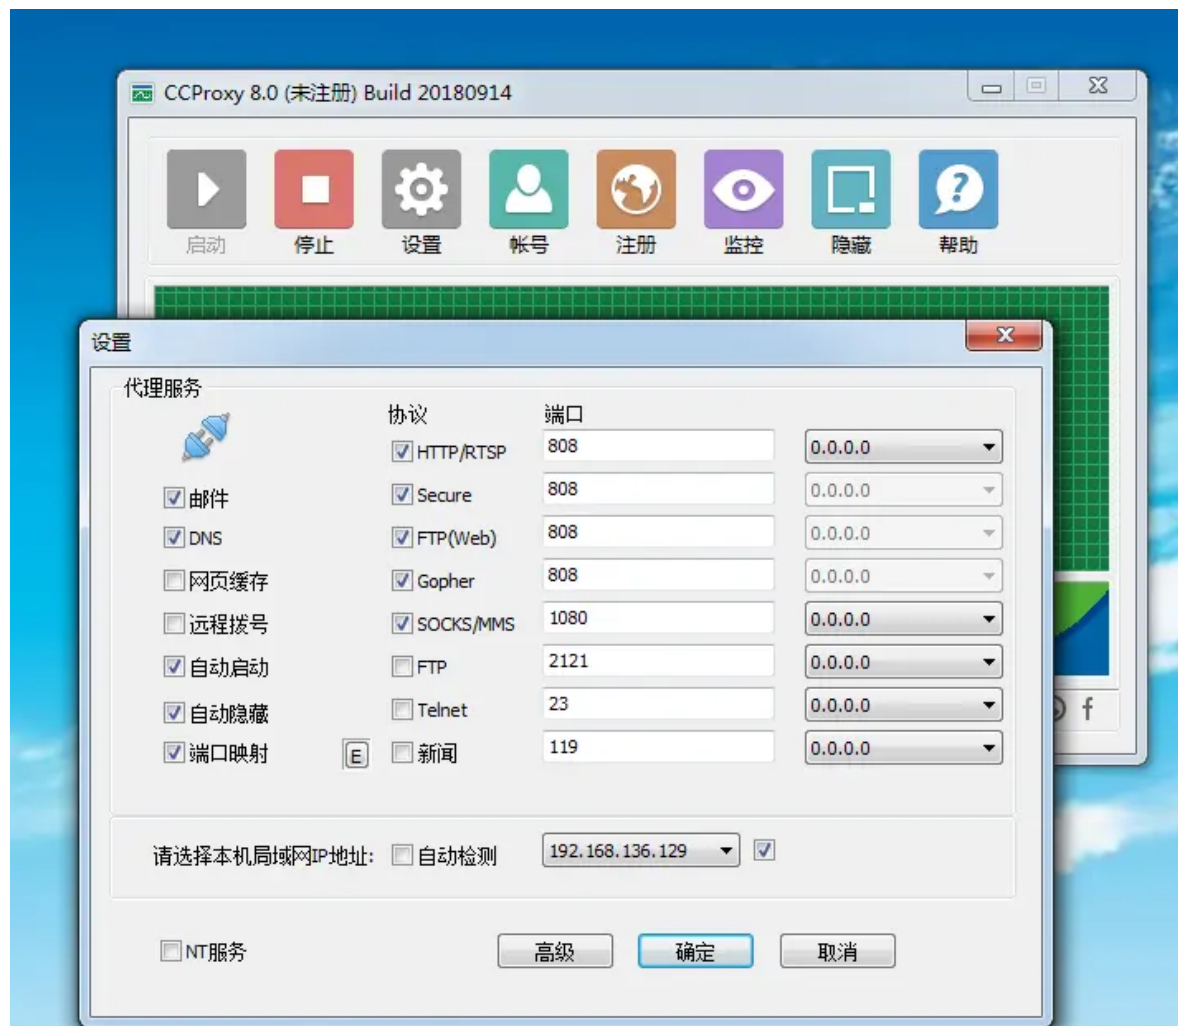 CCProxy 8.0 (未注册) Build 20180914
启动 停止 设置 帐号 注册 监控 隐藏 帮助
设置
代理服务
协议 端口
HTTP/RTSP 808 0.0.0.0
邮件 Secure 808 0.0.0.0
DNS FTP(Web) 808 0.0.0.0
网页缓存 Gopher 808 0.0.0.0
远程拨号 SOCKS/MMS 1080 0.0.0.0
自动启动 FTP 2121 0.0.0.0
自动隐藏 Telnet 23 0.0.0.0
端口映射 E 新闻 119 0.0.0.0
请选择本机局域网IP地址: 自动检测 192.168.136.129
NT服务 高级 确定 取消